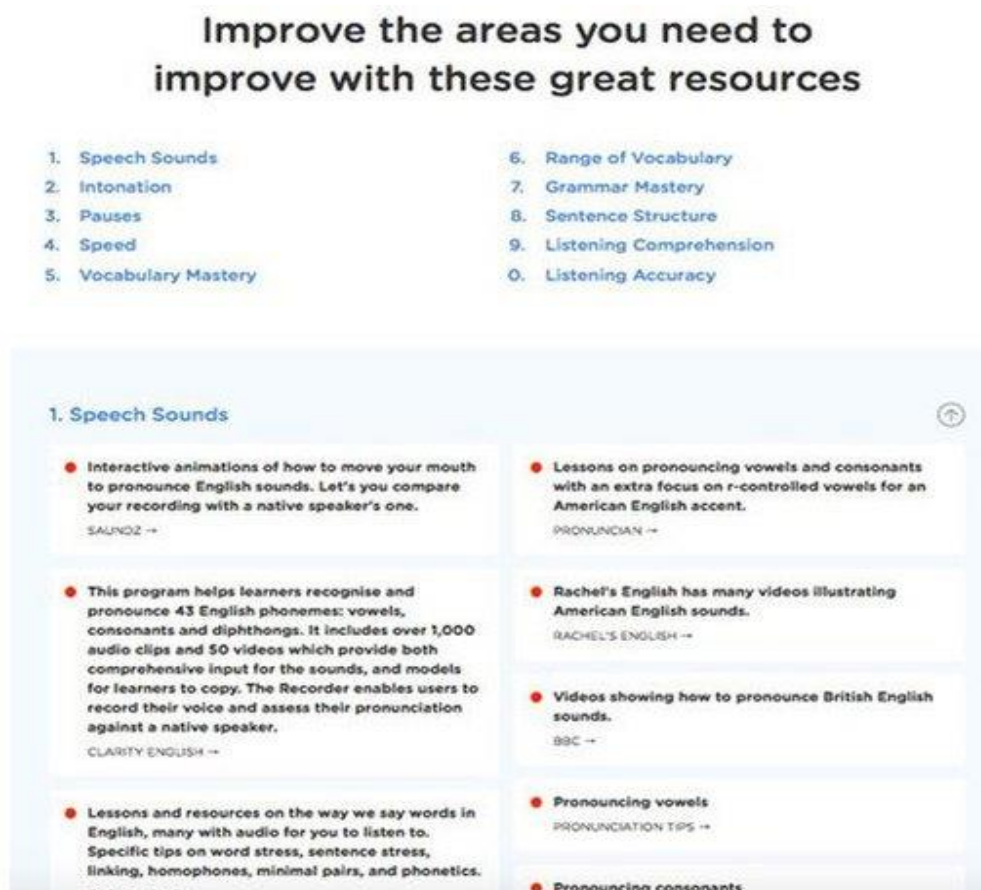 Improve the areas you need to
improve with these great resources
1. Speech Sounds
2. Intonation
3. Pauses
4. Speed
5. Vocabulary Mastery
6. Range of Vocabulary
7. Grammar Mastery
8. Sentence Structure
9. Listening Comprehension
0. Listening Accuracy
1. Speech Sounds
Interactive animations of how to move your mouth
to pronounce English sounds. Let's you compare
your recording with a native speaker's one.
SAUNDZ →
This program helps learners recognise and
pronounce 43 English phonemes: vowels,
consonants and diphthongs. It includes over 1,000
audio clips and 50 videos which provide both
comprehensive input for the sounds, and models
for learners to copy. The Recorder enables users to
record their voice and assess their pronunciation
against a native speaker.
CLARITY ENGLISH →
Lessons and resources on the way we say words in
English, many with audio for you to listen to.
Specific tips on word stress, sentence stress,
linking, homophones, minimal pairs, and phonetics.
Lessons on pronouncing vowels and consonants
with an extra focus on r-controlled vowels for an
American English accent.
PRONUNCIAN →
Rachel's English has many videos illustrating
American English sounds.
RACHEL'S ENGLISH →
Videos showing how to pronounce British English
sounds.
BBC →
Pronouncing vowels
PRONUNCIATION TIPS →
Pronouncing consonants